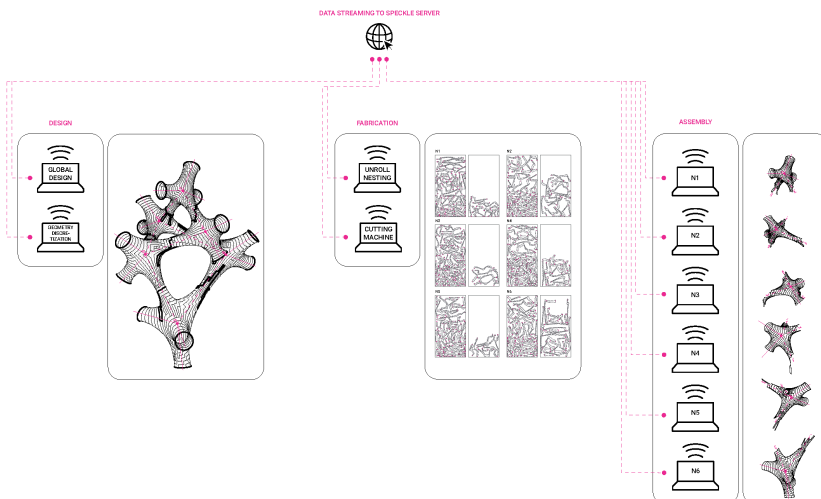 DATA STREAMING TO SPECKLE SERVER
DESIGN
GLOBAL
DESIGN
GEOMETRY
DISCRE-
TIZATION
FABRICATION
UNROLL
NESTING
CUTTING
MACHINE
N1
N2
N3
N4
N5
N6
ASSEMBLY
N1
N2
N3
N4
N5
N6